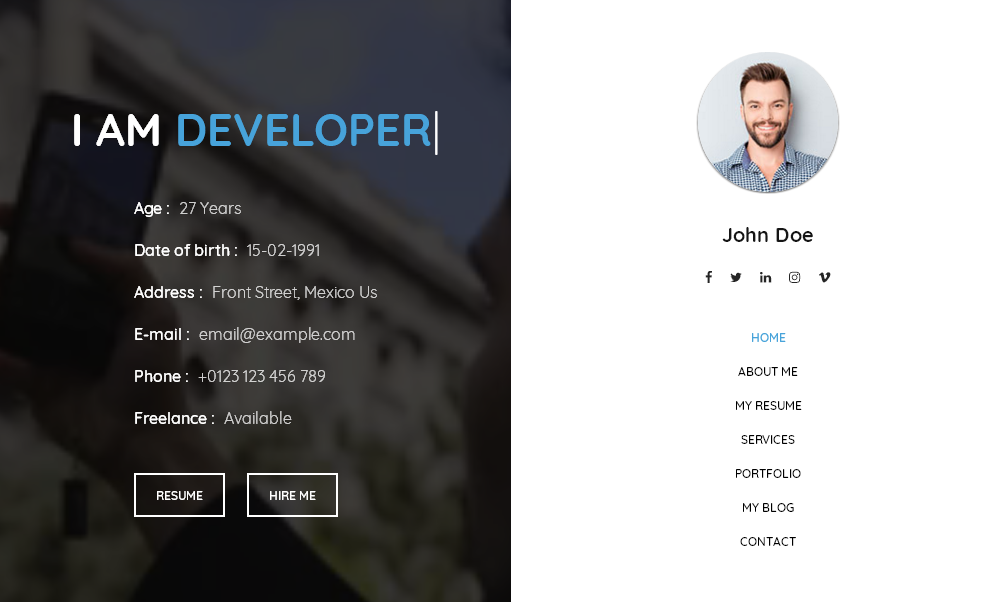 I AM DEVELOPER
Age : 27 Years
Date of birth : 15-02-1991
Address : Front Street, Mexico Us
E-mail : email@example.com
Phone : +0123 123 456 789
Freelance : Available
RESUME
HIRE ME
John Doe
HOME
ABOUT ME
MY RESUME
SERVICES
PORTFOLIO
MY BLOG
CONTACT